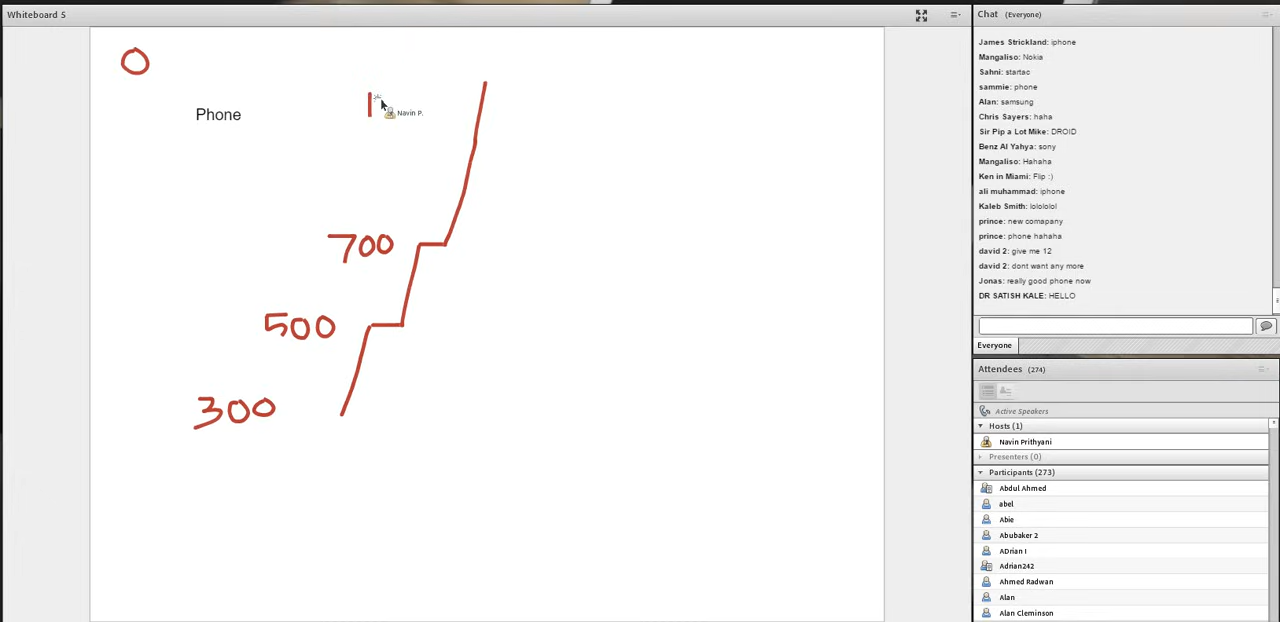 Whiteboard 5
O
Phone
Navin P.
700
500
300
Chat (Everyone)
James Strickland: iphone
Mangaliso: Nokia
Sahni: startac
sammie: phone
Alan: samsung
Chris Sayers: haha
Sir Pip a Lot Mike: DROID
Benz Al Yahya: sony
Mangaliso: Hahaha
Ken in Miami: Flip :)
ali muhammad: iphone
Kaleb Smith: lolololol
prince: new comapany
prince: phone hahaha
david 2: give me 12
david 2: dont want any more
Jonas: really good phone now
DR SATISH KALE: HELLO
Everyone
Attendees (274)
Active Speakers
Hosts (1)
Navin Prithyani
Presenters (0)
Participants (273)
Abdul Ahmed
abel
Abie
Abubaker 2
ADrian I
Adrian242
Ahmed Radwan
Alan
Alan Cleminson